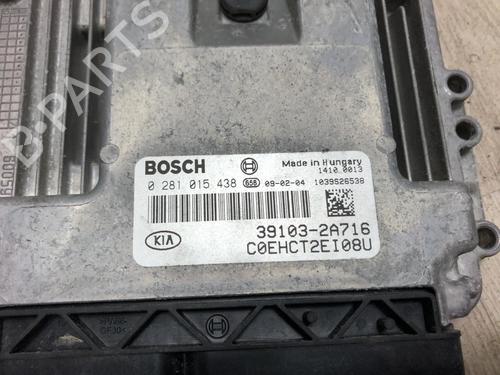 B-PARTS
BOSCH
Made in Hungary
1410 0013
0 281 015 438 656 09-02-04 1039S26538
KIA
39103-2A716
C0EHCT2EI08U